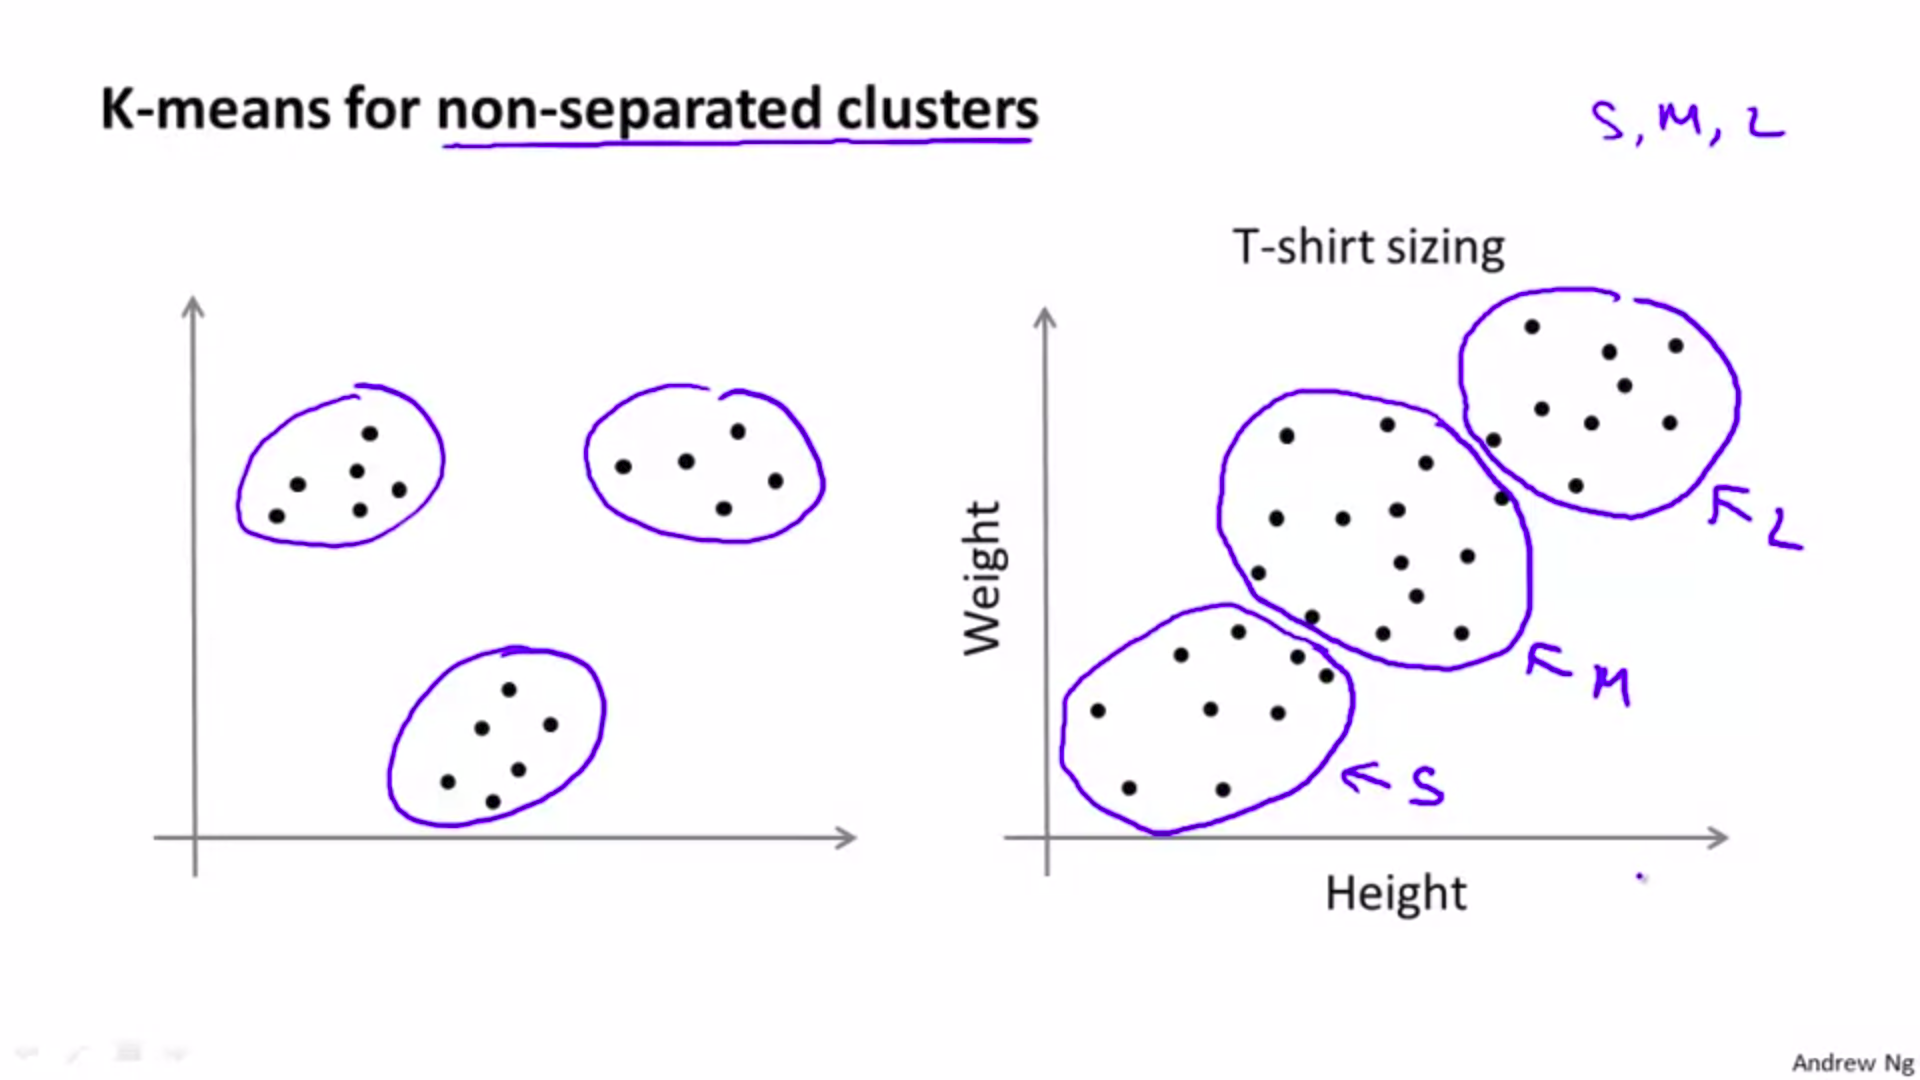 K-means for non-separated clusters
S, M, L
T-shirt sizing
Weight
L
M
S
Height
Andrew Ng